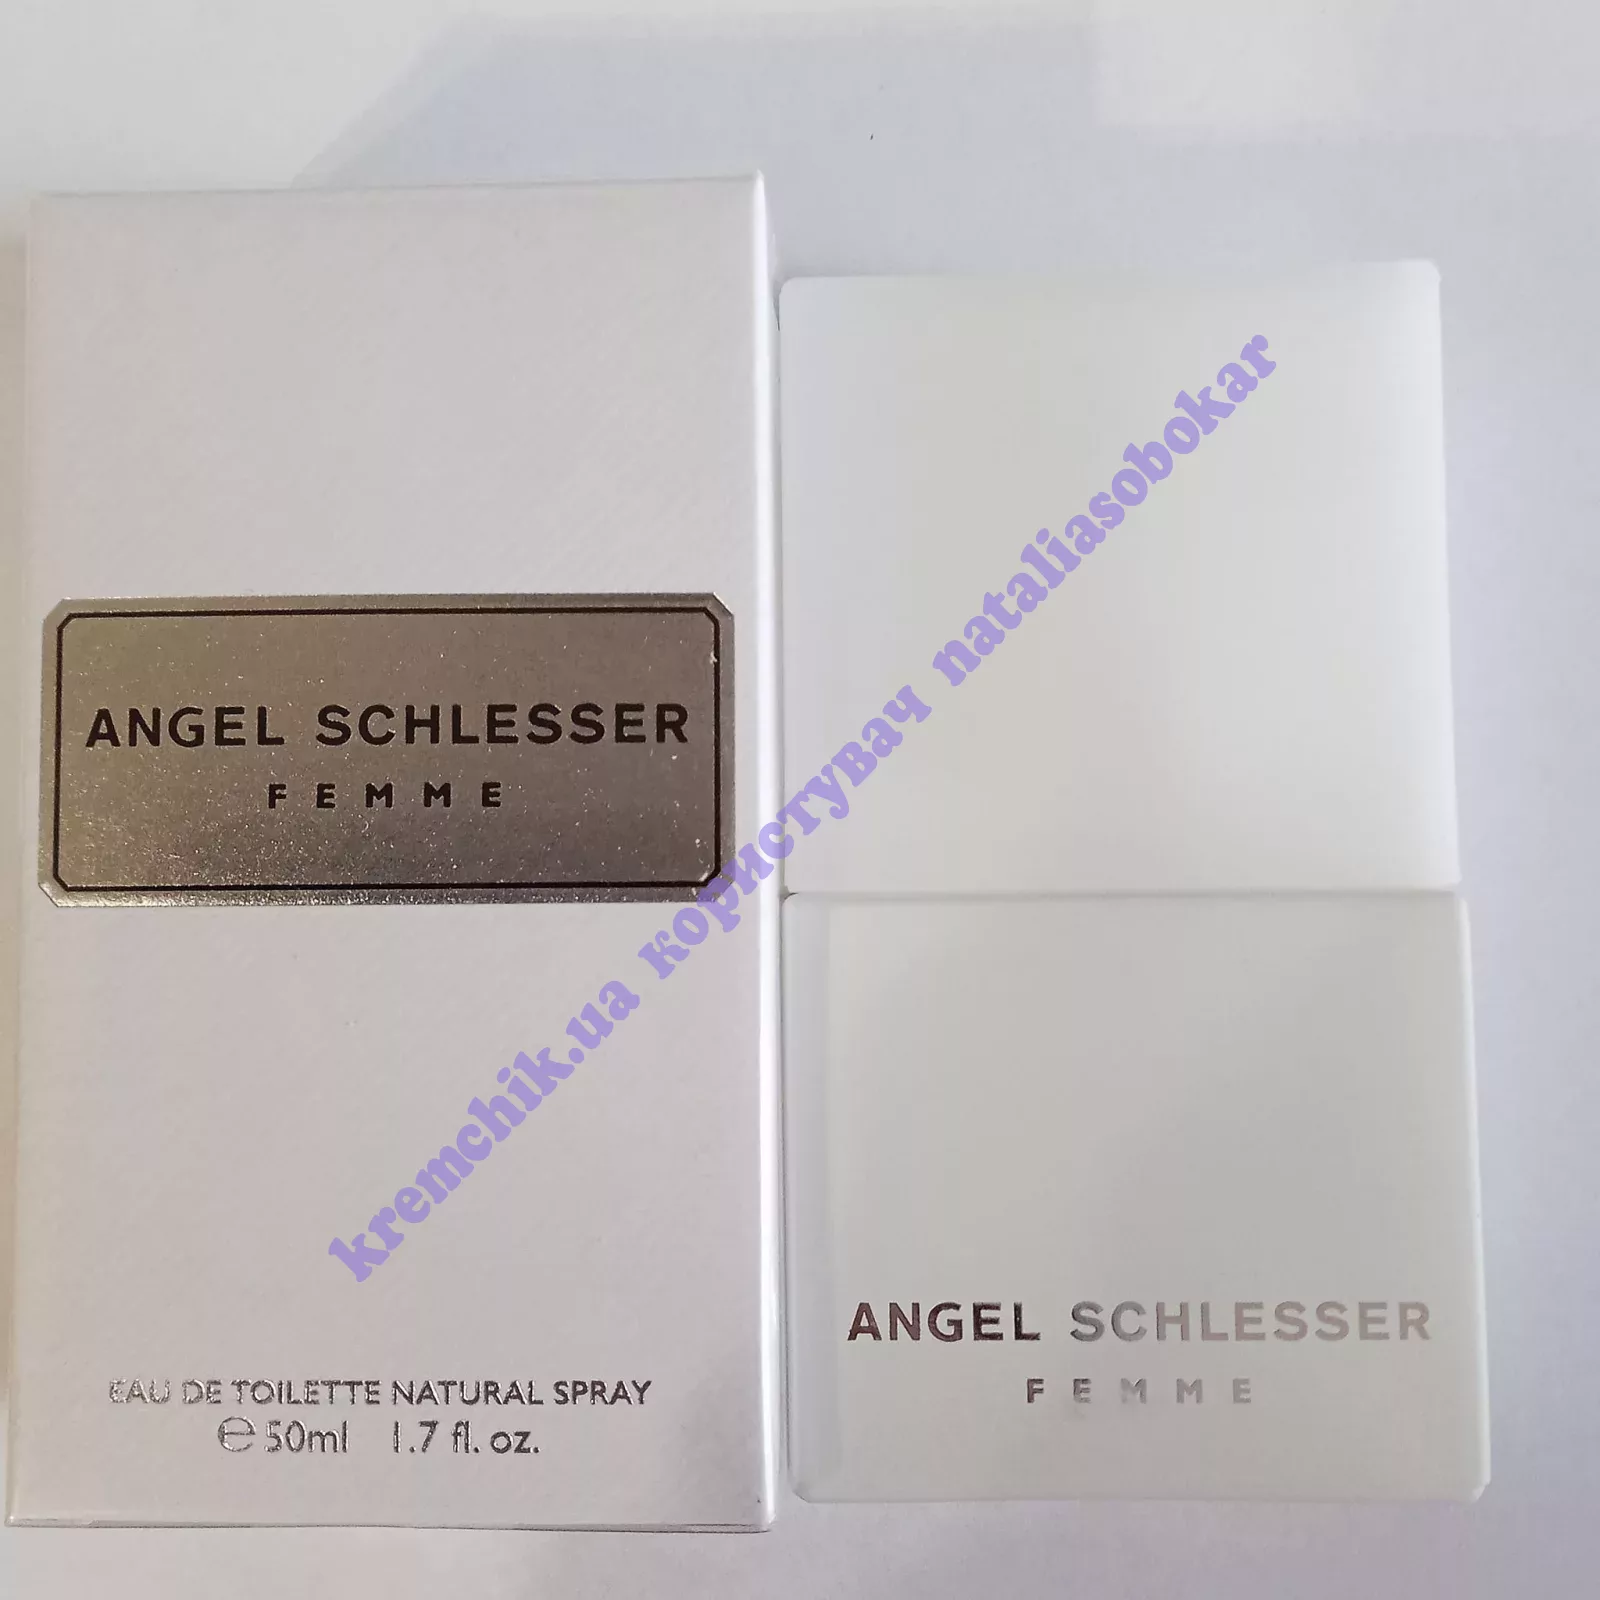 ANGEL SCHLESSER
FEMME
EAU DE TOILETTE NATURAL SPRAY
℮50ml 1.7 fl. oz.
ANGEL SCHLESSER
FEMME
kremchik.ua користувач nataliasobokar